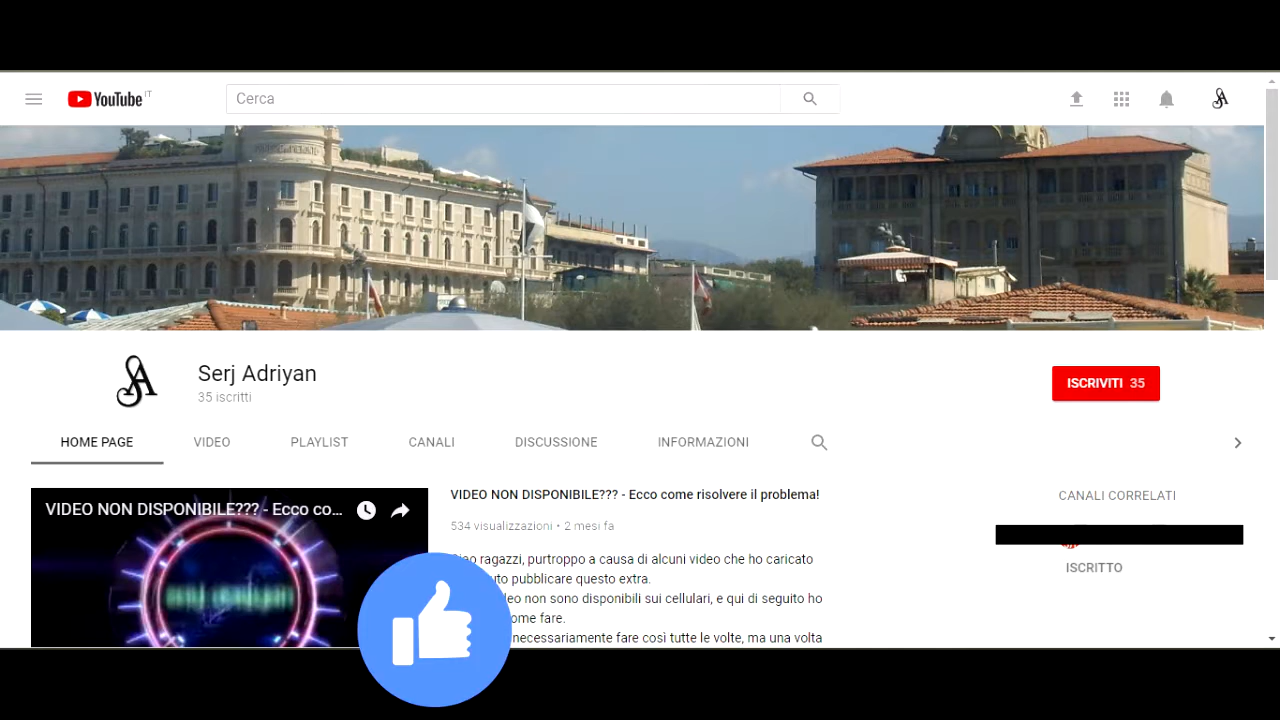 YouTube IT
Cerca
Serj Adriyan
35 iscritti
ISCRIVITI 35
HOME PAGE
VIDEO
PLAYLIST
CANALI
DISCUSSIONE
INFORMAZIONI
VIDEO NON DISPONIBILE??? - Ecco co...
VIDEO NON DISPONIBILE??? - Ecco come risolvere il problema!
534 visualizzazioni • 2 mesi fa
ragazzi, purtroppo a causa di alcuni video che ho caricato
pubblicare questo extra.
non sono disponibili sui cellulari, e qui di seguito ho
fare.
necessariamente fare così tutte le volte, ma una volta
CANALI CORRELATI
ISCRITTO